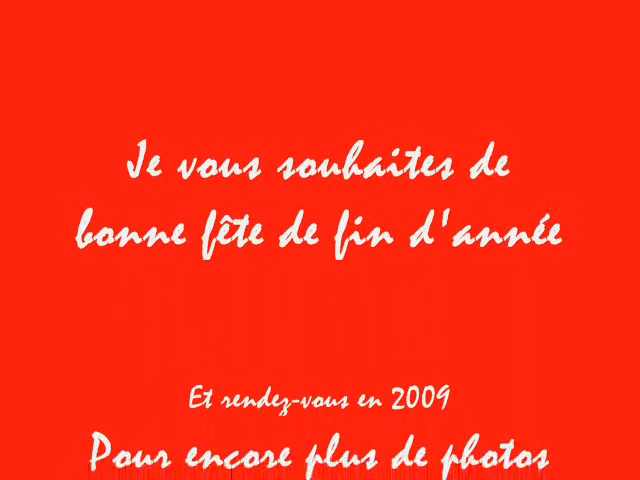 Je vous souhaites de
bonne fête de fin d'année
Et rendez-vous en 2009
Pour encore plus de photos